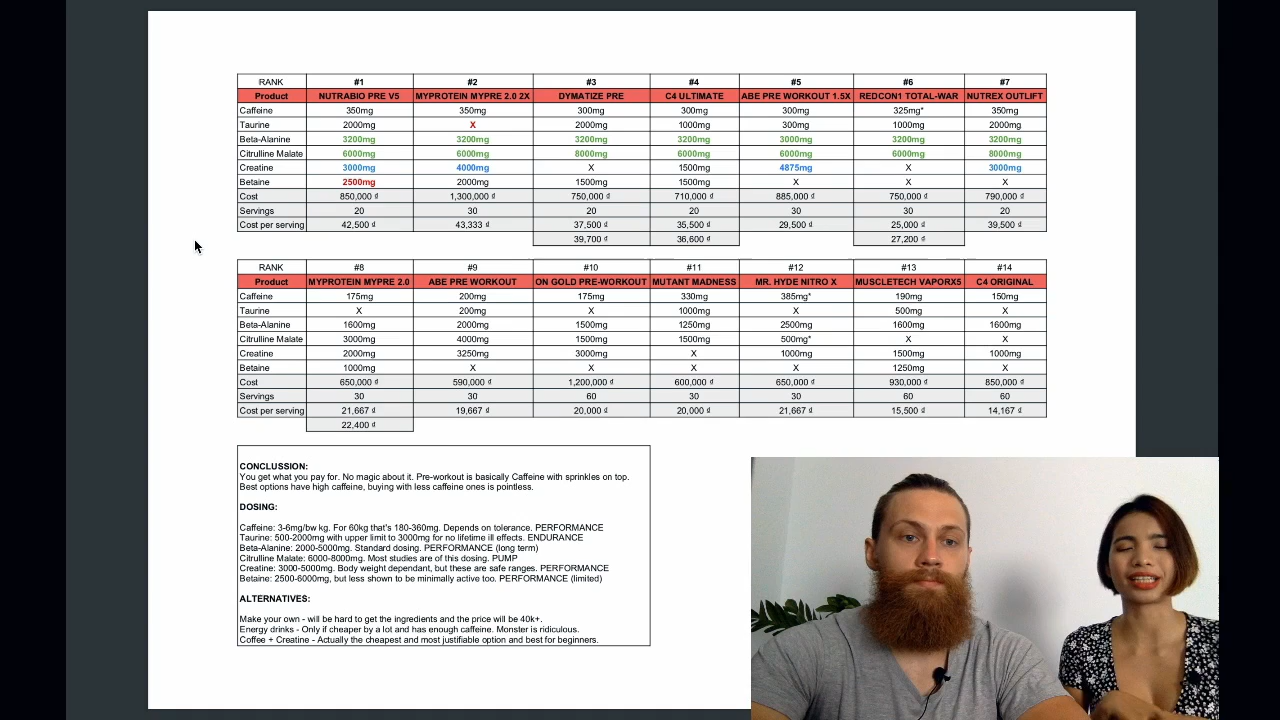 RANK #1 #2 #3 #4 #5 #6 #7
Product NUTRABIO PRE V5 MYPROTEIN MYPRE 2.0 2X DYMATIZE PRE C4 ULTIMATE ABE PRE WORKOUT 1.5X REDCON1 TOTAL-WAR NUTREX OUTLIFT
Caffeine 350mg 350mg 300mg 300mg 300mg 325mg* 350mg
Taurine 2000mg X 2000mg 1000mg 300mg 1000mg 2000mg
Beta-Alanine 3200mg 3200mg 3200mg 3200mg 3000mg 3200mg 3200mg
Citrulline Malate 6000mg 6000mg 8000mg 6000mg 6000mg 6000mg 8000mg
Creatine 3000mg 4000mg X 1500mg 4875mg X 3000mg
Betaine 2500mg 2000mg 1500mg 1500mg X X X
Cost 850,000 ₫ 1,300,000 ₫ 750,000 ₫ 710,000 ₫ 885,000 ₫ 750,000 ₫ 790,000 ₫
Servings 20 30 20 20 30 30 20
Cost per serving 42,500 ₫ 43,333 ₫ 37,500 ₫ 35,500 ₫ 29,500 ₫ 25,000 ₫ 39,500 ₫
39,700 ₫ 36,600 ₫ 27,200 ₫
RANK #8 #9 #10 #11 #12 #13 #14
Product MYPROTEIN MYPRE 2.0 ABE PRE WORKOUT ON GOLD PRE-WORKOUT MUTANT MADNESS MR. HYDE NITRO X MUSCLETECH VAPORX5 C4 ORIGINAL
Caffeine 175mg 200mg 175mg 330mg 385mg* 190mg 150mg
Taurine X 200mg X 1000mg X 500mg X
Beta-Alanine 1600mg 2000mg 1500mg 1250mg 2500mg 1600mg 1600mg
Citrulline Malate 3000mg 4000mg 1500mg 1500mg 500mg* X X
Creatine 2000mg 3250mg 3000mg X 1000mg 1500mg 1000mg
Betaine 1000mg X X X X 1250mg X
Cost 650,000 ₫ 590,000 ₫ 1,200,000 ₫ 600,000 ₫ 650,000 ₫ 930,000 ₫ 850,000 ₫
Servings 30 30 60 30 30 60 60
Cost per serving 21,667 ₫ 19,667 ₫ 20,000 ₫ 20,000 ₫ 21,667 ₫ 15,500 ₫ 14,167 ₫
22,400 ₫
CONCLUSSION:
You get what you pay for. No magic about it. Pre-workout is basically Caffeine with sprinkles on top.
Best options have high caffeine, buying with less caffeine ones is pointless.
DOSING:
Caffeine: 3-6mg/bw kg. For 60kg that's 180-360mg. Depends on tolerance. PERFORMANCE
Taurine: 500-2000mg with upper limit to 3000mg for no lifetime ill effects. ENDURANCE
Beta-Alanine: 2000-5000mg. Standard dosing. PERFORMANCE (long term)
Citrulline Malate: 6000-8000mg. Most studies are of this dosing. PUMP
Creatine: 3000-5000mg. Body weight dependant, but these are safe ranges. PERFORMANCE
Betaine: 2500-6000mg, but less shown to be minimally active too. PERFORMANCE (limited)
ALTERNATIVES:
Make your own - will be hard to get the ingredients and the price will be 40k+.
Energy drinks - Only if cheaper by a lot and has enough caffeine. Monster is ridiculous.
Coffee + Creatine - Actually the cheapest and most justifiable option and best for beginners.